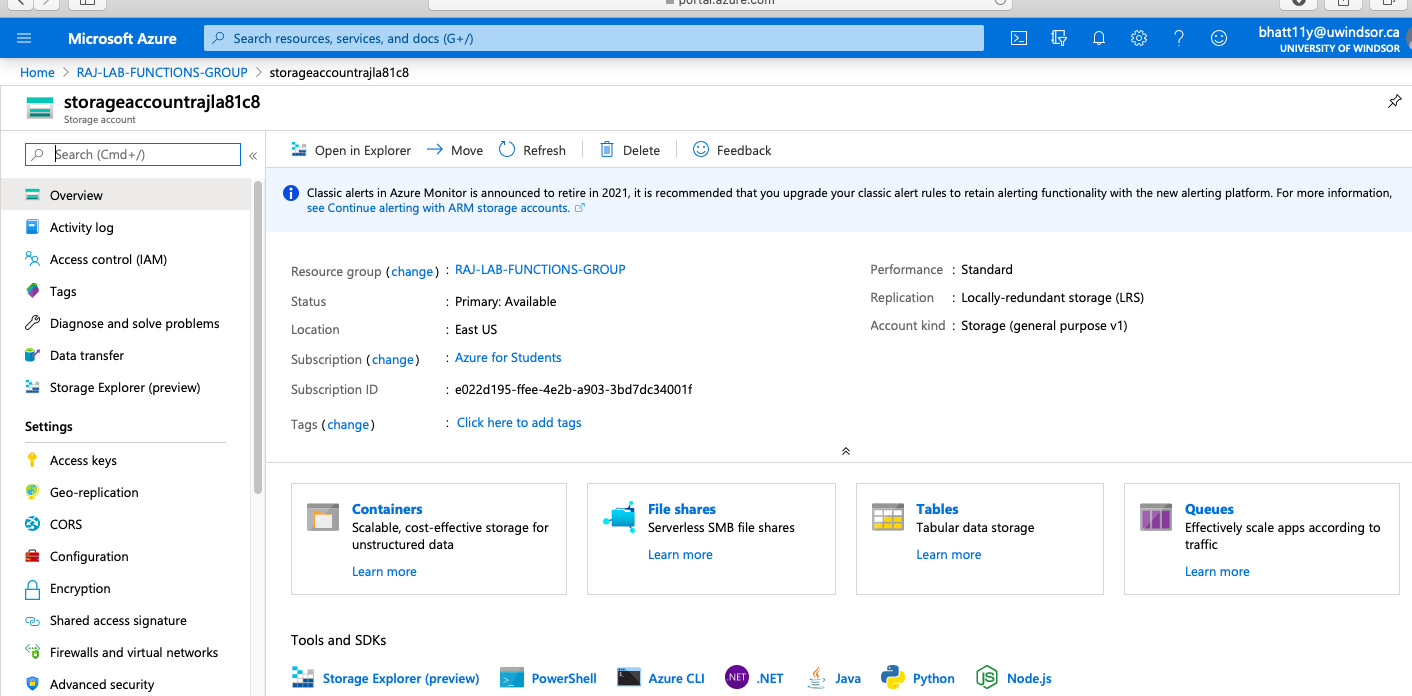 portal.azure.com
Microsoft Azure
Search resources, services, and docs (G+/)
bhatt11y@uwindsor.ca
UNIVERSITY OF WINDSOR
Home > RAJ-LAB-FUNCTIONS-GROUP > storageaccountrajla81c8
storageaccountrajla81c8
Storage account
Search (Cmd+/)
«
Overview
Activity log
Access control (IAM)
Tags
Diagnose and solve problems
Data transfer
Storage Explorer (preview)
Settings
Access keys
Geo-replication
CORS
Configuration
Encryption
Shared access signature
Firewalls and virtual networks
Advanced security
Open in Explorer
Move
Refresh
Delete
Feedback
Classic alerts in Azure Monitor is announced to retire in 2021, it is recommended that you upgrade your classic alert rules to retain alerting functionality with the new alerting platform. For more information,
see Continue alerting with ARM storage accounts.
Resource group (change) : RAJ-LAB-FUNCTIONS-GROUP
Status : Primary: Available
Location : East US
Subscription (change) : Azure for Students
Subscription ID : e022d195-ffee-4e2b-a903-3bd7dc34001f
Tags (change) : Click here to add tags
Performance : Standard
Replication : Locally-redundant storage (LRS)
Account kind : Storage (general purpose v1)
Containers
Scalable, cost-effective storage for
unstructured data
Learn more
File shares
Serverless SMB file shares
Learn more
Tables
Tabular data storage
Learn more
Queues
Effectively scale apps according to
traffic
Learn more
Tools and SDKs
Storage Explorer (preview)
PowerShell
Azure CLI
NET
.NET
Java
Python
JS
Node.js